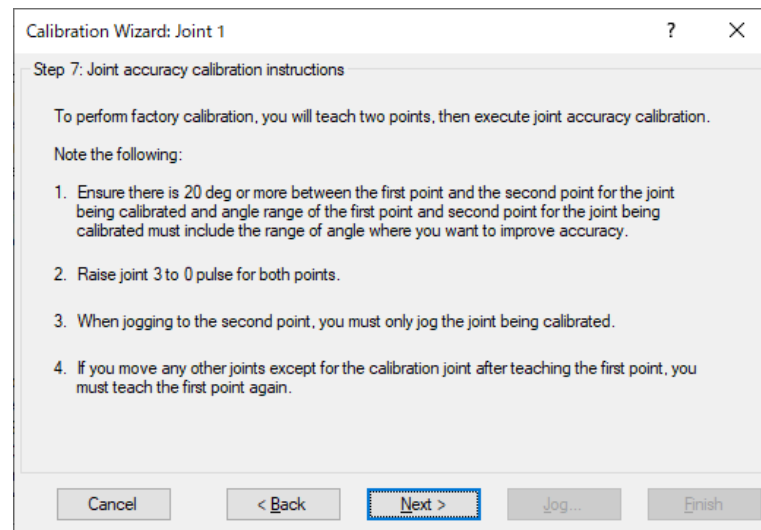 Calibration Wizard: Joint 1
? ×
Step 7: Joint accuracy calibration instructions
To perform factory calibration, you will teach two points, then execute joint accuracy calibration.
Note the following:
1. Ensure there is 20 deg or more between the first point and the second point for the joint
being calibrated and angle range of the first point and second point for the joint being
calibrated must include the range of angle where you want to improve accuracy.
2. Raise joint 3 to 0 pulse for both points.
3. When jogging to the second point, you must only jog the joint being calibrated.
4. If you move any other joints except for the calibration joint after teaching the first point, you
must teach the first point again.
Cancel
< Back
Next >
Jog...
Finish